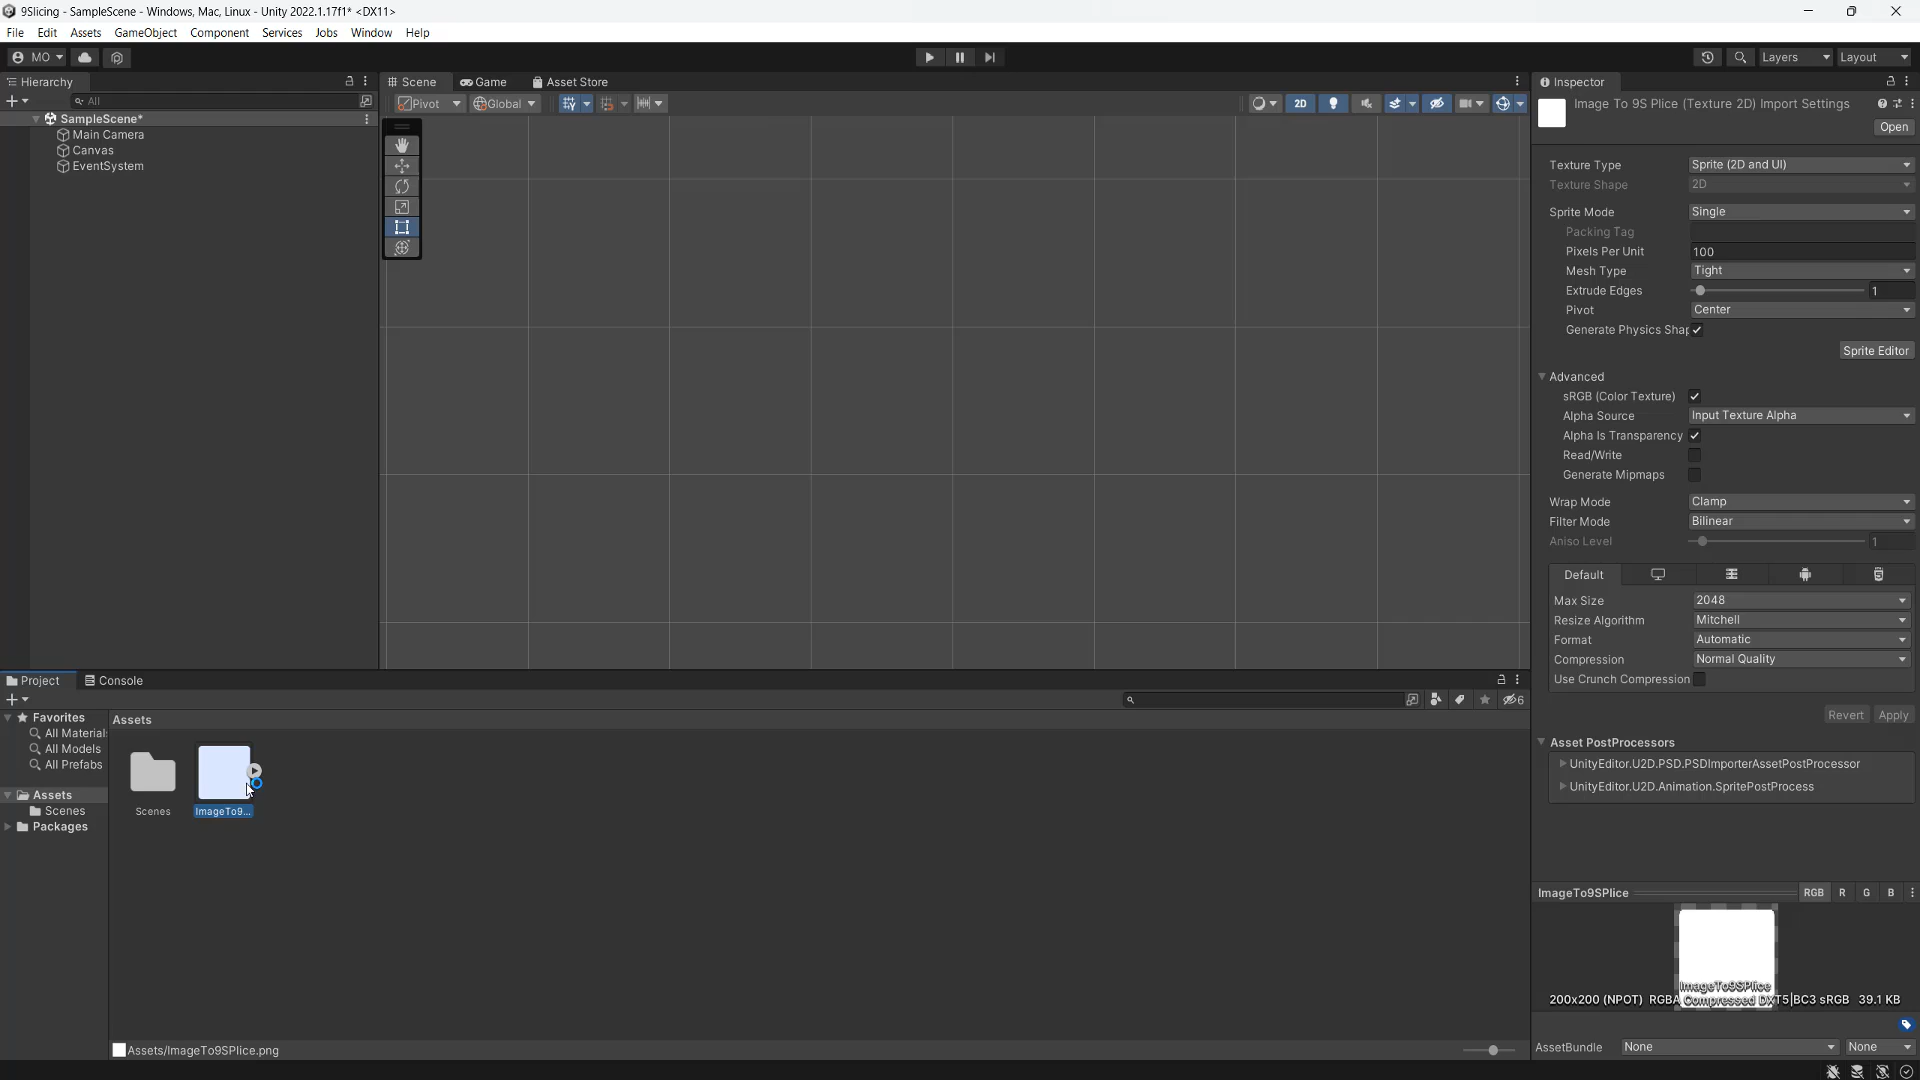 9Slicing - SampleScene - Windows, Mac, Linux - Unity 2022.1.17f1* <DX11>
File Edit Assets GameObject Component Services Jobs Window Help
MO Layers Layout
Hierarchy Scene Game Asset Store Inspector
All Pivot Global 2D
Image To 9S Plice (Texture 2D) Import Settings
Open
SampleScene*
Main Camera
Canvas
EventSystem
Texture Type Sprite (2D and UI)
Texture Shape 2D
Sprite Mode Single
Packing Tag
Pixels Per Unit 100
Mesh Type Tight
Extrude Edges 1
Pivot Center
Generate Physics Shap
Sprite Editor
Advanced
sRGB (Color Texture)
Alpha Source Input Texture Alpha
Alpha Is Transparency
Read/Write
Generate Mipmaps
Wrap Mode Clamp
Filter Mode Bilinear
Aniso Level 1
Default
Max Size 2048
Resize Algorithm Mitchell
Format Automatic
Compression Normal Quality
Use Crunch Compression
Revert Apply
Asset PostProcessors
UnityEditor.U2D.PSD.PSDImporterAssetPostProcessor
UnityEditor.U2D.Animation.SpritePostProcess
Project Console
6
Favorites
All Material
All Models
All Prefabs
Assets
Scenes
Packages
Assets
Scenes ImageTo9...
Assets/ImageTo9SPlice.png
ImageTo9SPlice RGB R G B
ImageTo9SPlice
200x200 (NPOT) RGBA Compressed DXT5|BC3 sRGB 39.1 KB
AssetBundle None None